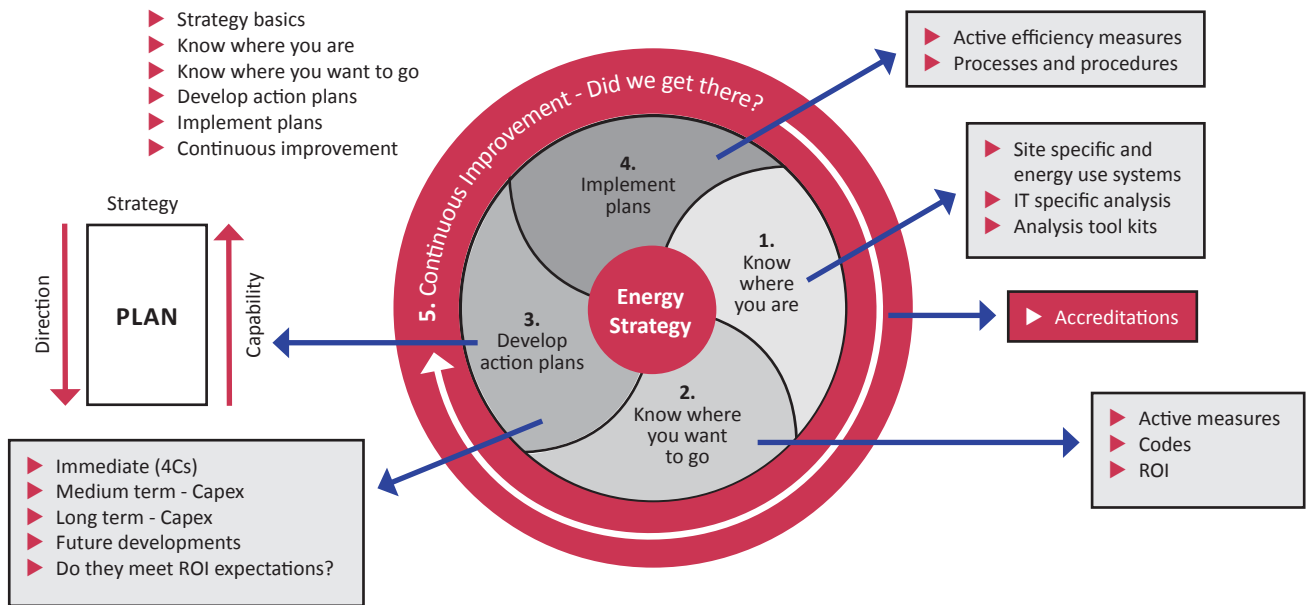 Strategy basics
Know where you are
Know where you want to go
Develop action plans
Implement plans
Continuous improvement
Active efficiency measures
Processes and procedures
Site specific and
energy use systems
IT specific analysis
Analysis tool kits
Accreditations
Active measures
Codes
ROI
5. Continuous Improvement - Did we get there?
4.
Implement
plans
1.
Know
where
you are
Energy
Strategy
3.
Develop
action plans
2.
Know where
you want
to go
Strategy
Direction
PLAN
Capability
Immediate (4Cs)
Medium term - Capex
Long term - Capex
Future developments
Do they meet ROI expectations?